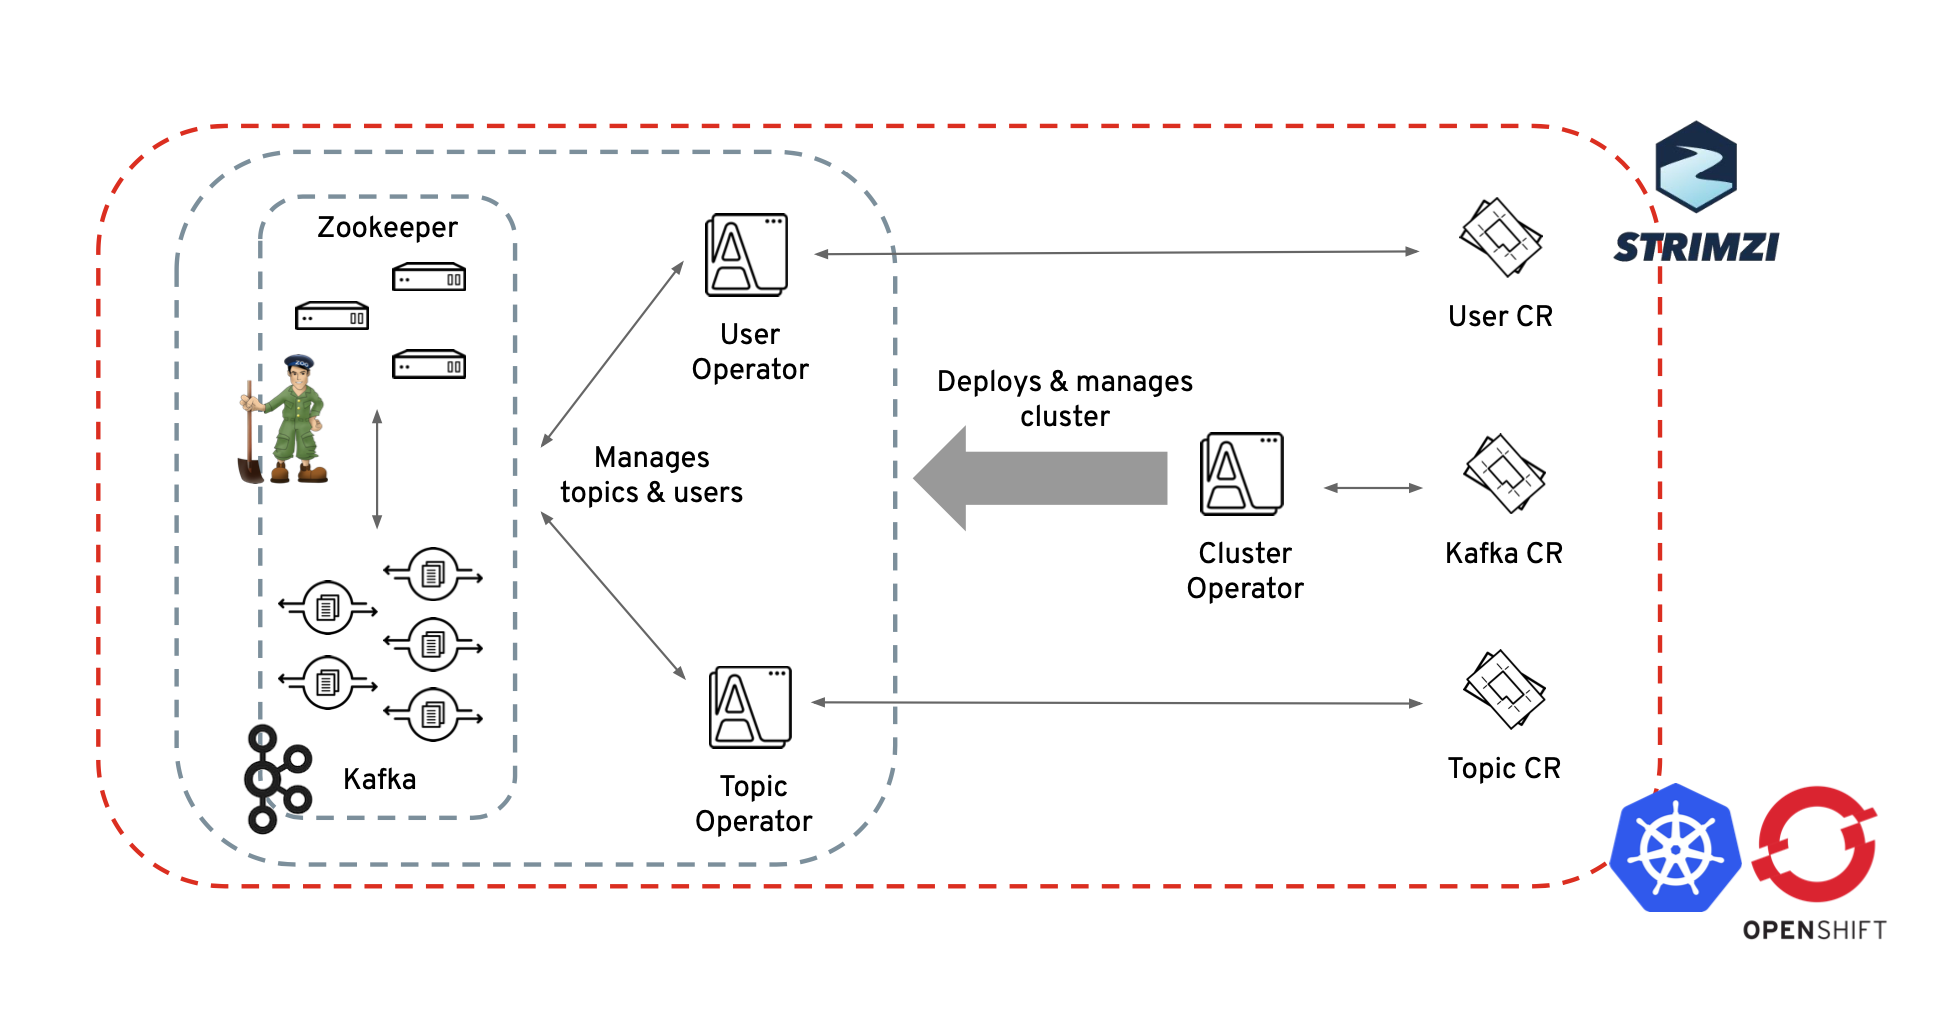 Zookeeper
ZOO
Kafka
User
Operator
Manages
topics & users
Topic
Operator
Deploys & manages
cluster
Cluster
Operator
User CR
Kafka CR
Topic CR
STRIMZI
OPENSHIFT